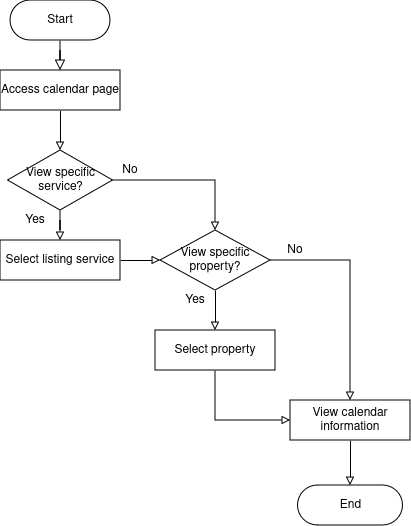 Start
Access calendar page
View specific
service?
No
Yes
Select listing service
View specific
property?
No
Yes
Select property
View calendar
information
End